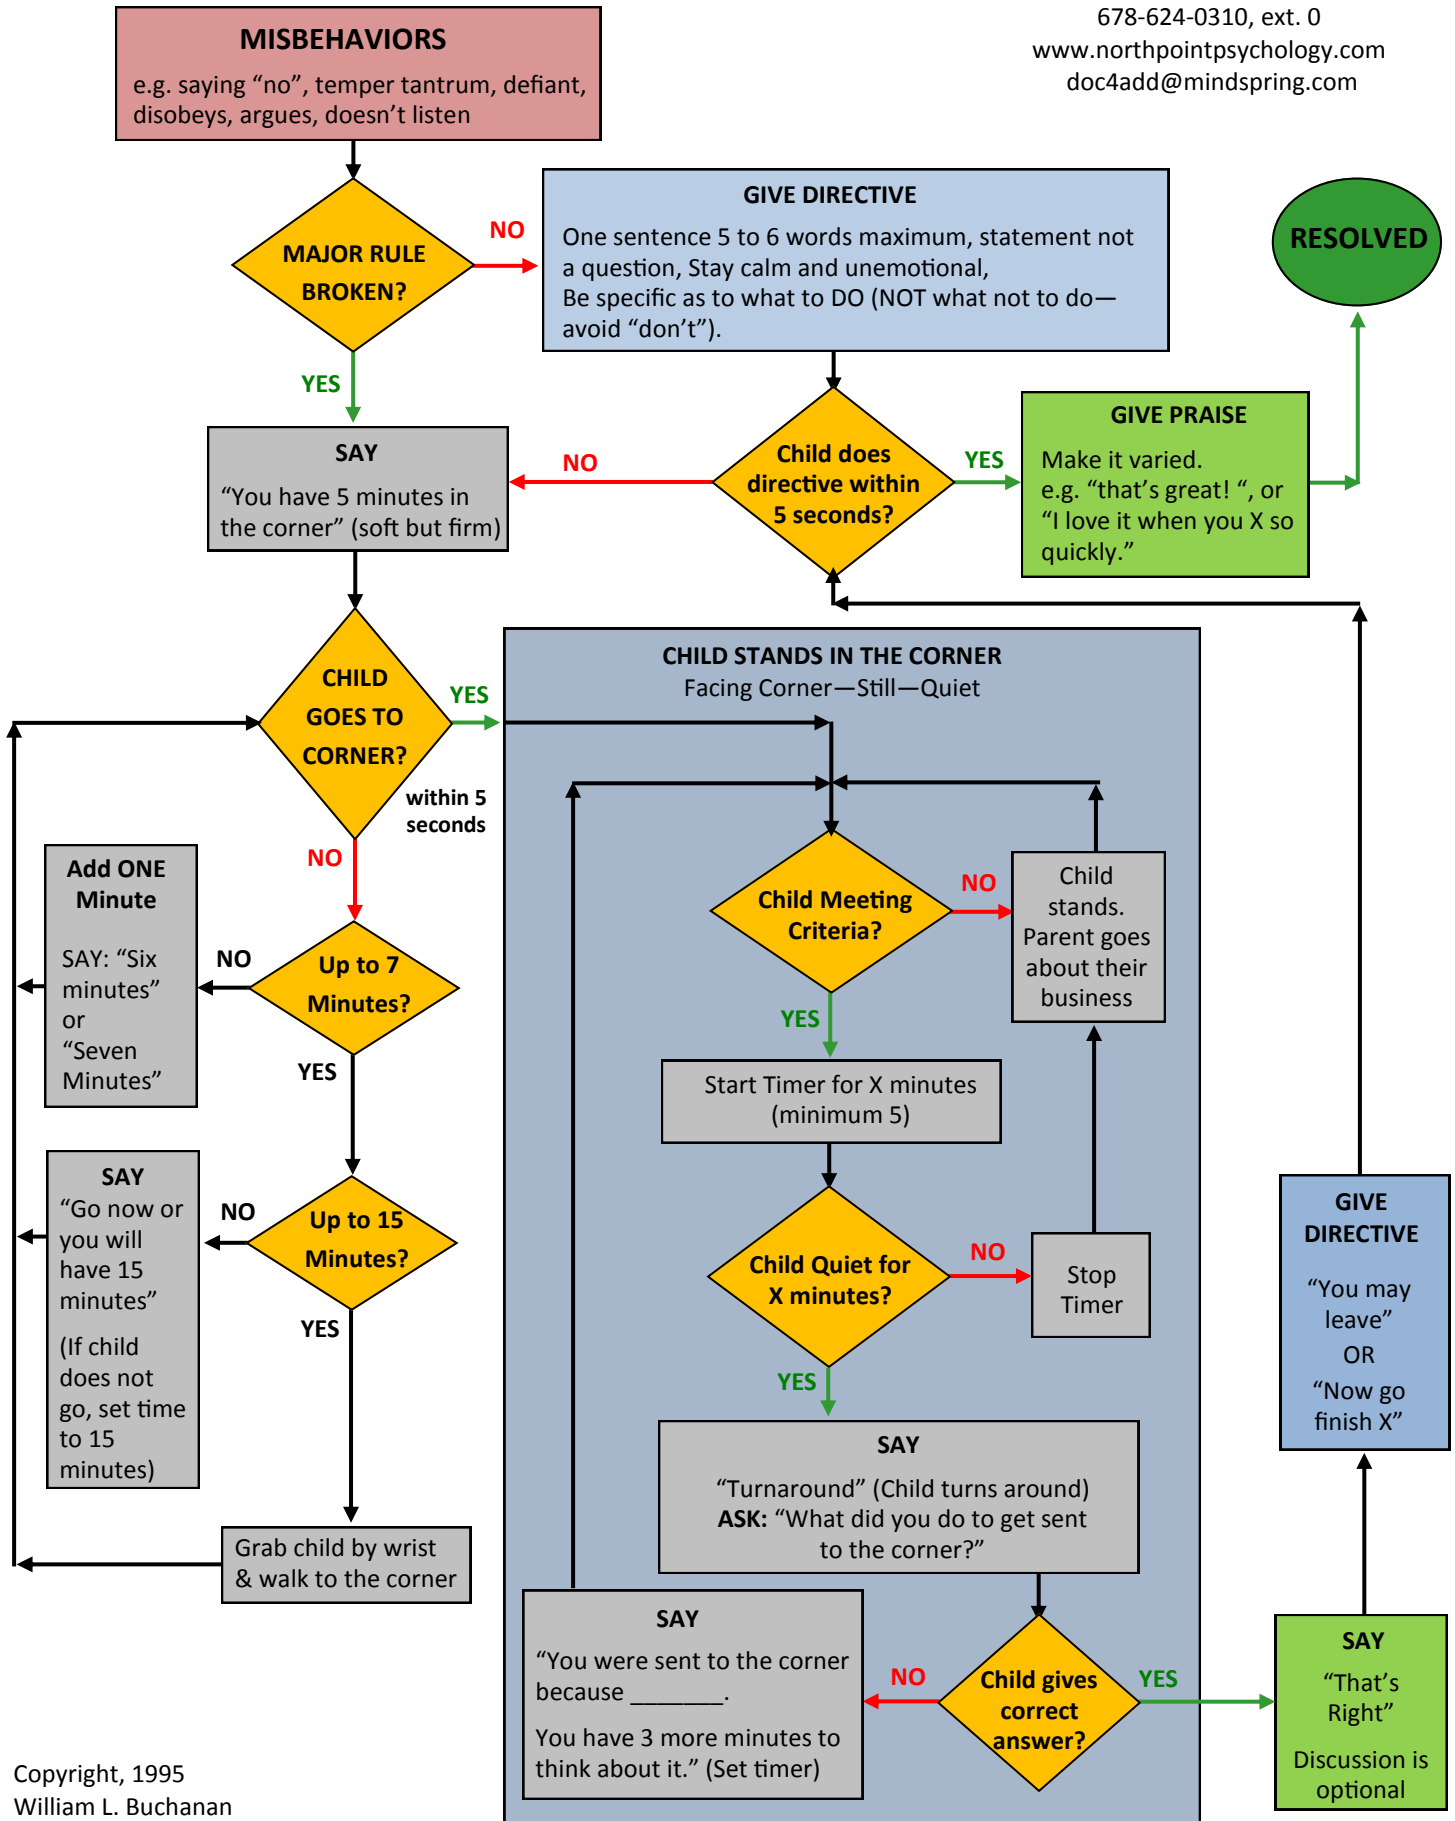 678-624-0310, ext. 0
www.northpointpsychology.com
doc4add@mindspring.com
MISBEHAVIORS
e.g. saying “no”, temper tantrum, defiant,
disobeys, argues, doesn’t listen
MAJOR RULE
BROKEN?
NO
YES
GIVE DIRECTIVE
One sentence 5 to 6 words maximum, statement not
a question, Stay calm and unemotional,
Be specific as to what to DO (NOT what not to do—
avoid “don’t”).
RESOLVED
Child does
directive within
5 seconds?
NO
YES
GIVE PRAISE
Make it varied.
e.g. “that’s great! “, or
“I love it when you X so
quickly.”
SAY
“You have 5 minutes in
the corner” (soft but firm)
CHILD
GOES TO
CORNER?
YES
within 5
seconds
NO
Add ONE
Minute
SAY: “Six
minutes”
or
“Seven
Minutes”
NO
Up to 7
Minutes?
YES
SAY
“Go now or
you will
have 15
minutes”
(If child
does not
go, set time
to 15
minutes)
NO
Up to 15
Minutes?
YES
Grab child by wrist
& walk to the corner
CHILD STANDS IN THE CORNER
Facing Corner—Still—Quiet
Child Meeting
Criteria?
NO
Child
stands.
Parent goes
about their
business
YES
Start Timer for X minutes
(minimum 5)
Child Quiet for
X minutes?
NO
Stop
Timer
YES
SAY
“Turnaround” (Child turns around)
ASK: “What did you do to get sent
to the corner?”
SAY
“You were sent to the corner
because _______.
You have 3 more minutes to
think about it.” (Set timer)
NO
Child gives
correct
answer?
YES
SAY
“That’s
Right”
Discussion is
optional
GIVE
DIRECTIVE
“You may
leave”
OR
“Now go
finish X”
Copyright, 1995
William L. Buchanan